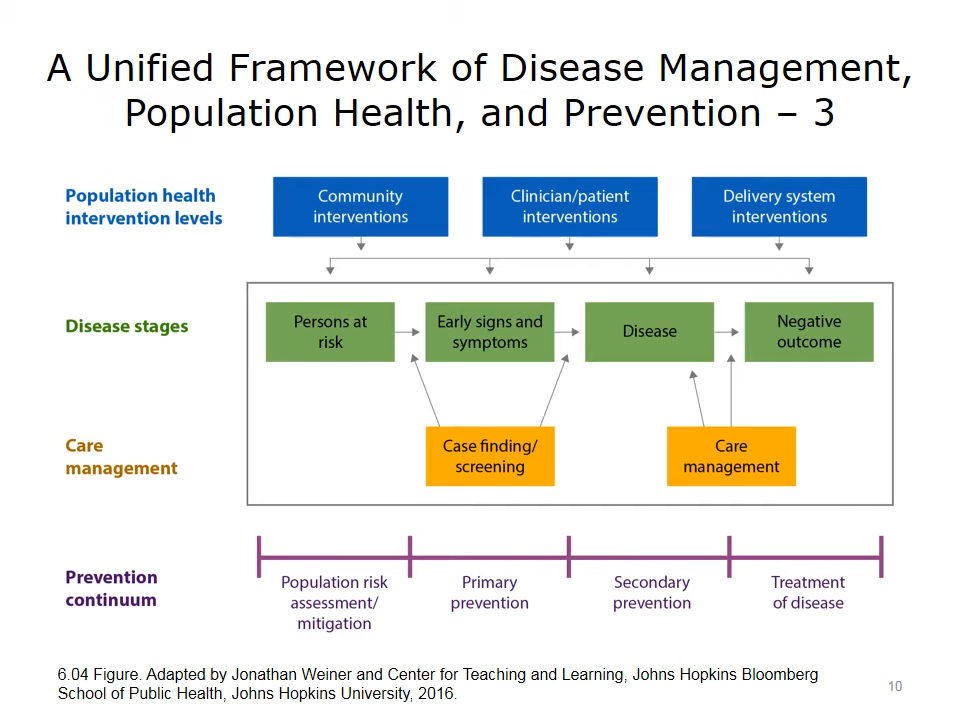 A Unified Framework of Disease Management,
Population Health, and Prevention – 3
Population health
intervention levels
Community
interventions
Clinician/patient
interventions
Delivery system
interventions
Disease stages
Persons at
risk
Early signs and
symptoms
Disease
Negative
outcome
Care
management
Case finding/
screening
Care
management
Prevention
continuum
Population risk
assessment/
mitigation
Primary
prevention
Secondary
prevention
Treatment
of disease
6.04 Figure. Adapted by Jonathan Weiner and Center for Teaching and Learning, Johns Hopkins Bloomberg
School of Public Health, Johns Hopkins University, 2016.
10